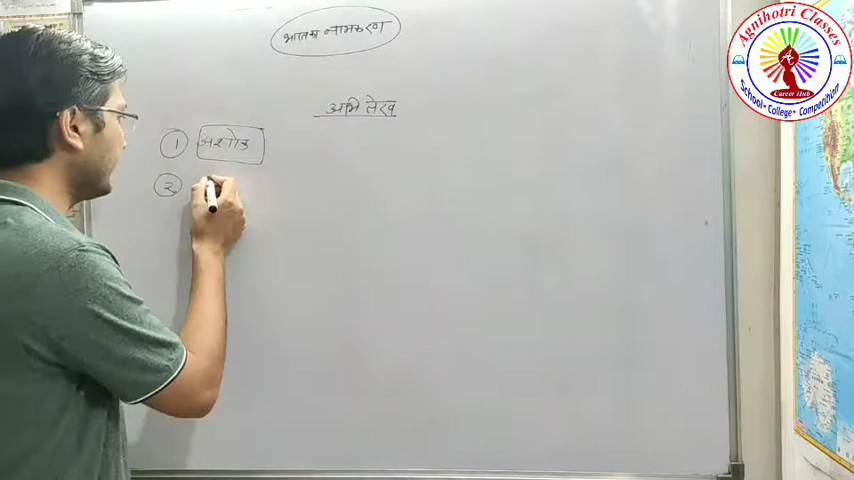 भारत का नामकरण
अभिलेख
1 अशोक
2
Agnihotri Classes
Career Hub
School • College • Competition